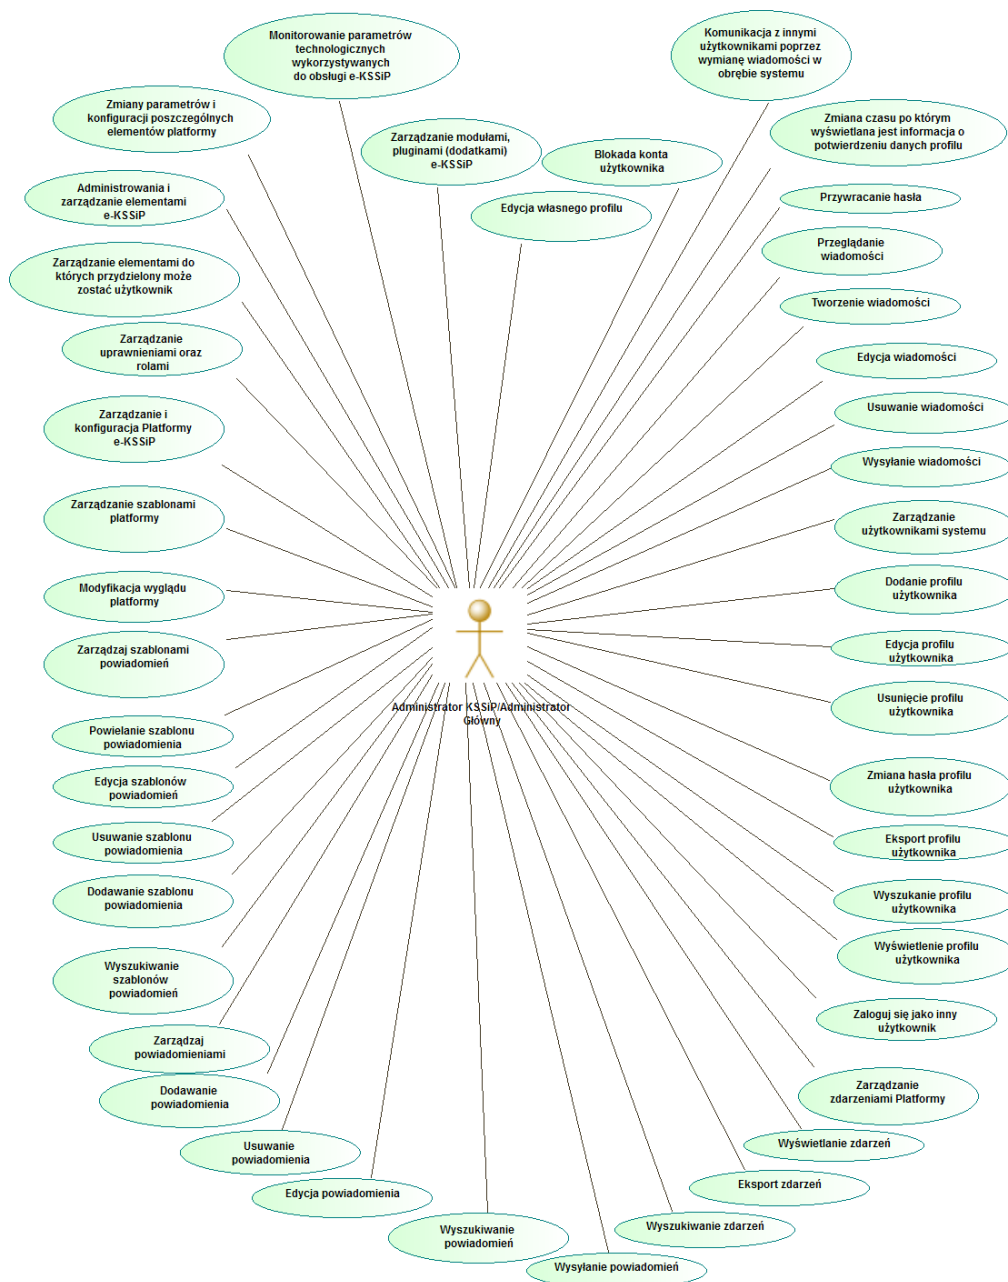 Monitorowanie parametrów
technologicznych
wykorzystywanych
do obsługi e-KSSiP
Komunikacja z innymi
użytkownikami poprzez
wymianę wiadomości w
obrębie systemu
Zmiany parametrów i
konfiguracji poszczególnych
elementów platformy
Zarządzanie modułami,
pluginami (dodatkami)
e-KSSiP
Blokada konta
użytkownika
Zmiana czasu po którym
wyświetlana jest informacja o
potwierdzeniu danych profilu
Administrowania i
zarządzanie elementami
e-KSSiP
Edycja własnego profilu
Przywracanie hasła
Zarządzanie elementami do
których przydzielony może
zostać użytkownik
Przeglądanie
wiadomości
Tworzenie wiadomości
Zarządzanie
uprawnieniami oraz
rolami
Edycja wiadomości
Zarządzanie i
konfiguracja Platformy
e-KSSiP
Usuwanie wiadomości
Wysyłanie wiadomości
Zarządzanie szablonami
platformy
Zarządzanie
użytkownikami systemu
Modyfikacja wyglądu
platformy
Dodanie profilu
użytkownika
Zarządzaj szablonami
powiadomień
Edycja profilu
użytkownika
Administrator KSSiP/Administrator
Główny
Usunięcie profilu
użytkownika
Powielanie szablonu
powiadomienia
Edycja szablonów
powiadomień
Zmiana hasła profilu
użytkownika
Usuwanie szablonu
powiadomienia
Eksport profilu
użytkownika
Dodawanie szablonu
powiadomienia
Wyszukanie profilu
użytkownika
Wyszukiwanie
szablonów
powiadomień
Wyświetlenie profilu
użytkownika
Zarządzaj
powiadomieniami
Zaloguj się jako inny
użytkownik
Dodawanie
powiadomienia
Zarządzanie
zdarzeniami Platformy
Usuwanie
powiadomienia
Wyświetlanie zdarzeń
Edycja powiadomienia
Eksport zdarzeń
Wyszukiwanie
powiadomień
Wyszukiwanie zdarzeń
Wysyłanie powiadomień